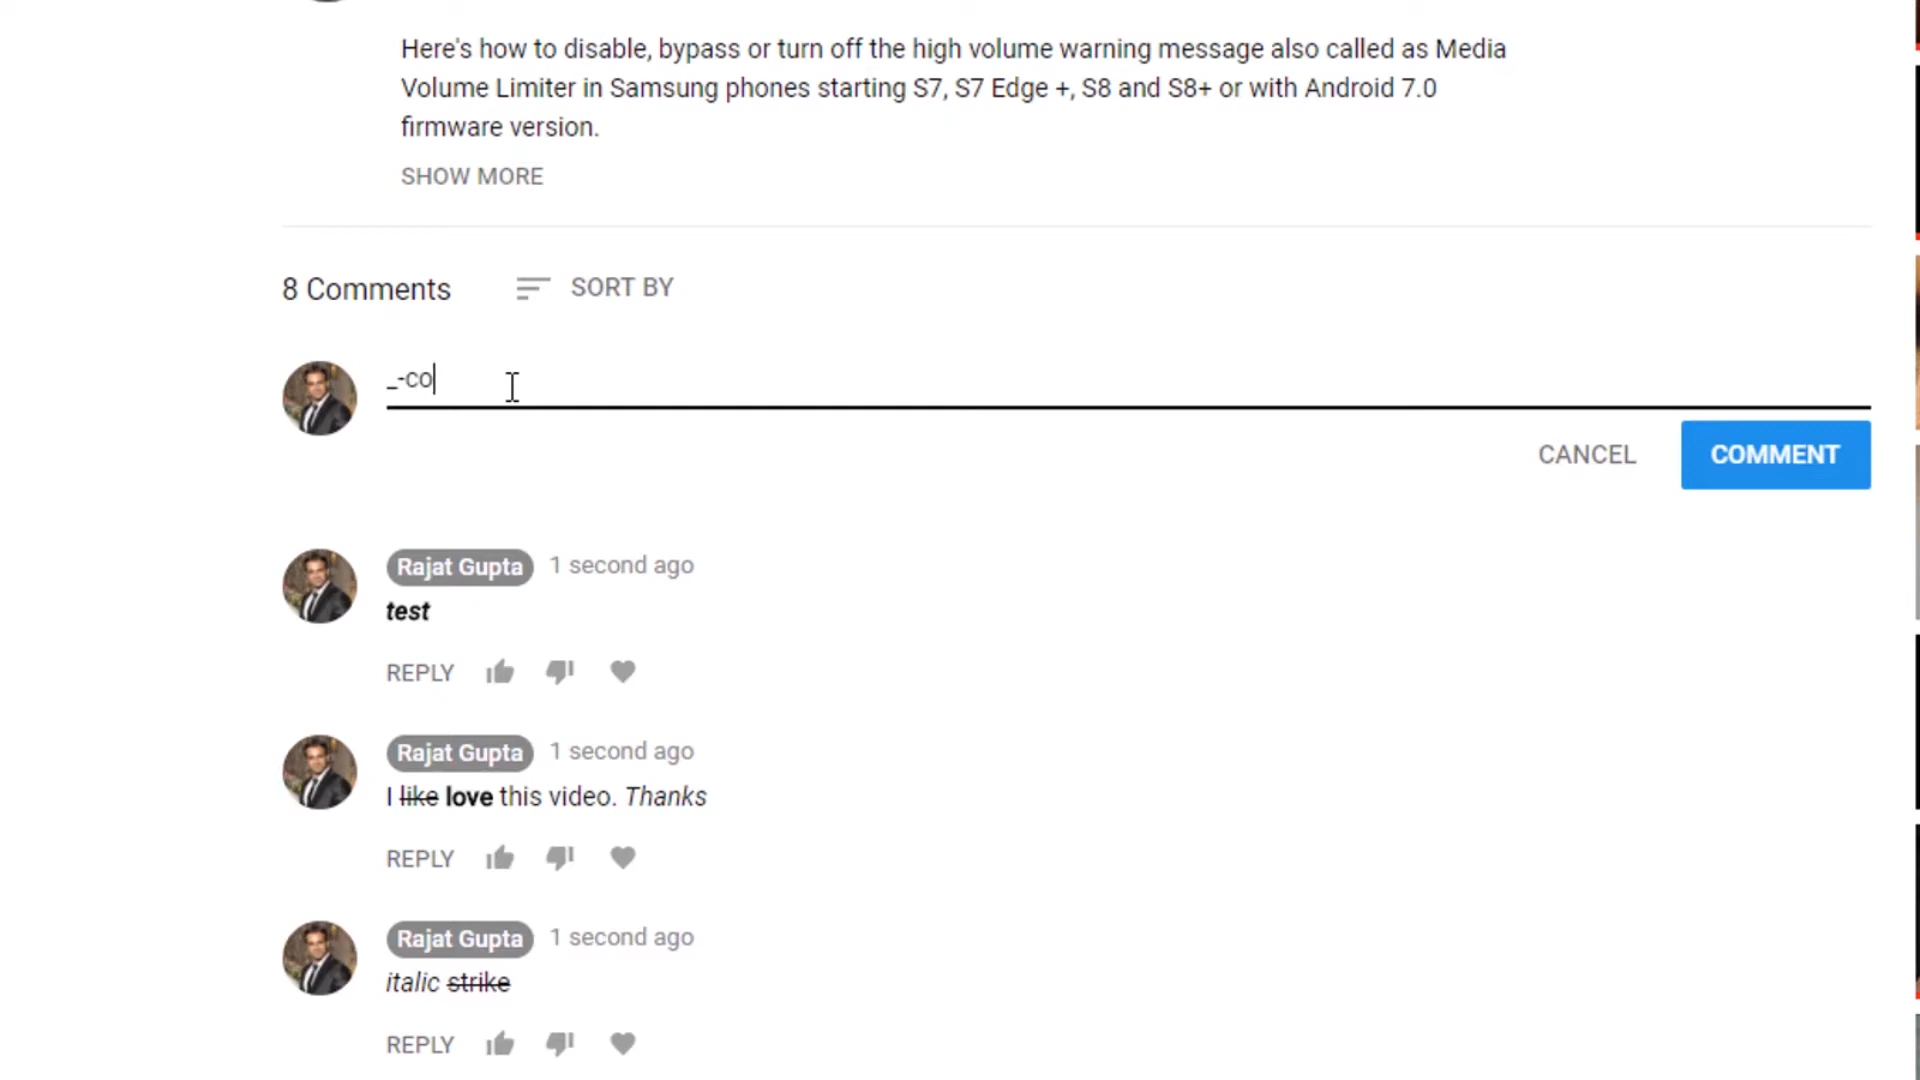 Here's how to disable, bypass or turn off the high volume warning message also called as Media
Volume Limiter in Samsung phones starting S7, S7 Edge +, S8 and S8+ or with Android 7.0
firmware version.
SHOW MORE
8 Comments SORT BY
_-co
CANCEL COMMENT
Rajat Gupta 1 second ago
test
REPLY
Rajat Gupta 1 second ago
I like love this video. Thanks
REPLY
Rajat Gupta 1 second ago
italic strike
REPLY